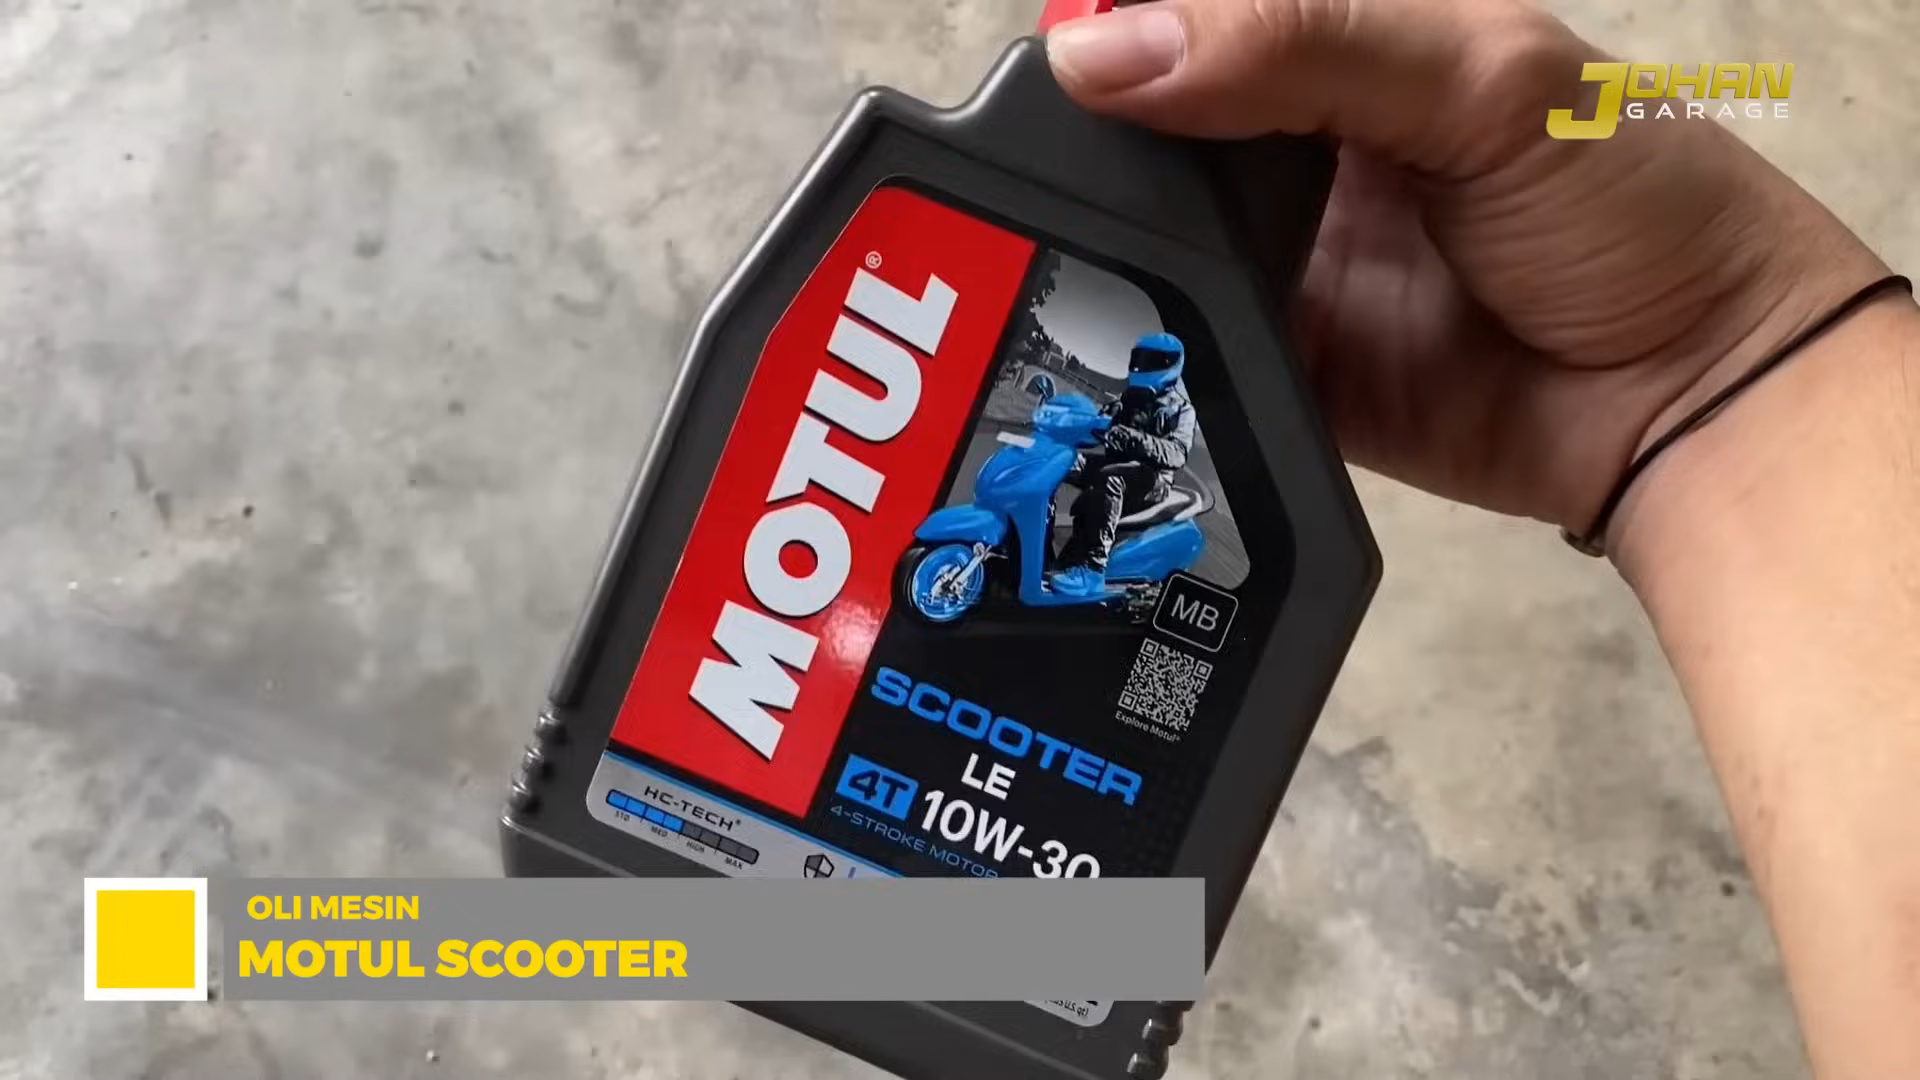 JOHAN
GARAGE
MOTUL®
MB
Explore Motul®
SCOOTER
LE
4T 10W-30
4-STROKE MOTOR
HC-TECH®
STD MED HIGH MAX
OLI MESIN
MOTUL SCOOTER